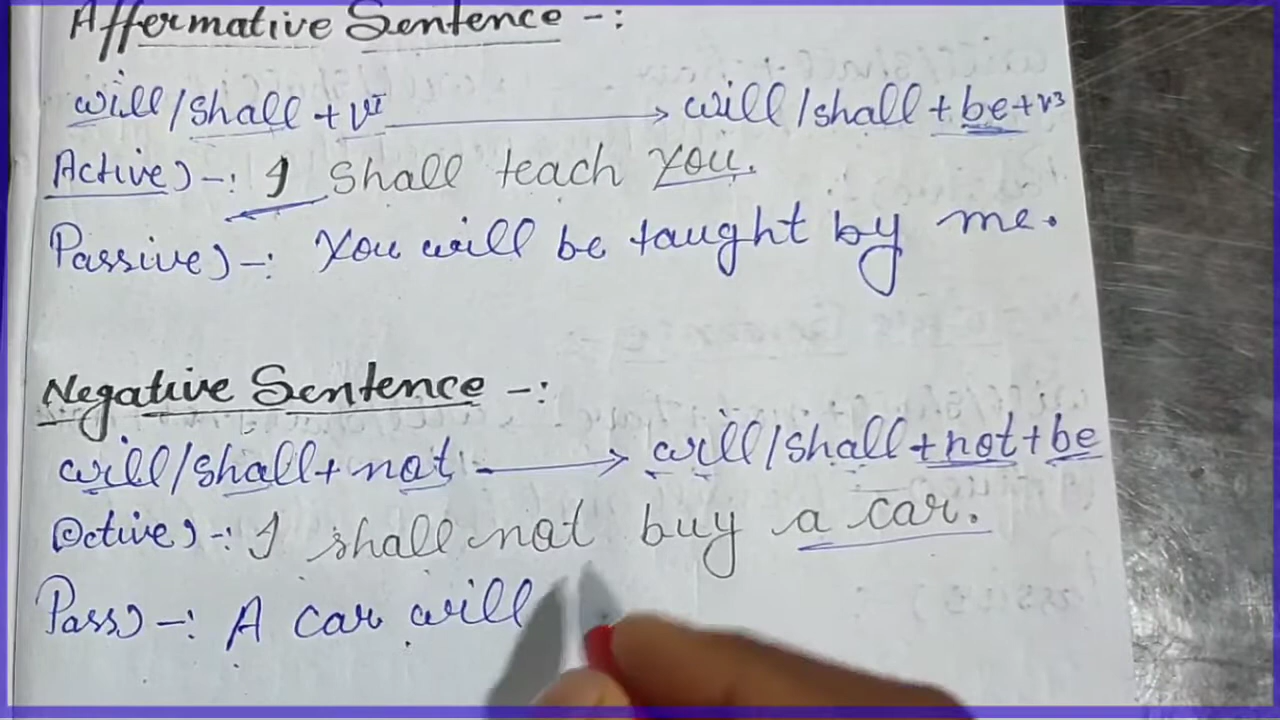 Affermative Sentence -:
will/shall + VI → will/shall + be + v3
Active) -: I shall teach You.
Passive) -: You will be taught by me.
Negative Sentence -:
will/shall + not → will/shall + not + be
Active) -: I shall not buy a car.
Pass) -: A car will